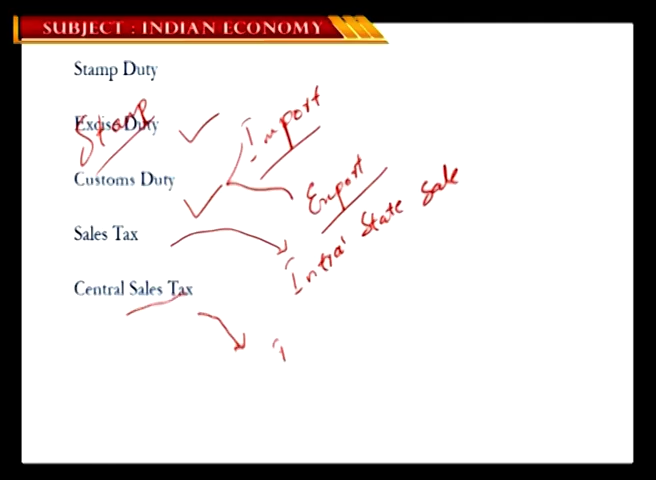 SUBJECT : INDIAN ECONOMY
Stamp Duty
Stamp
Excise Duty
Import
Customs Duty
Export
Sales Tax
Intra State Sale
Central Sales Tax
I